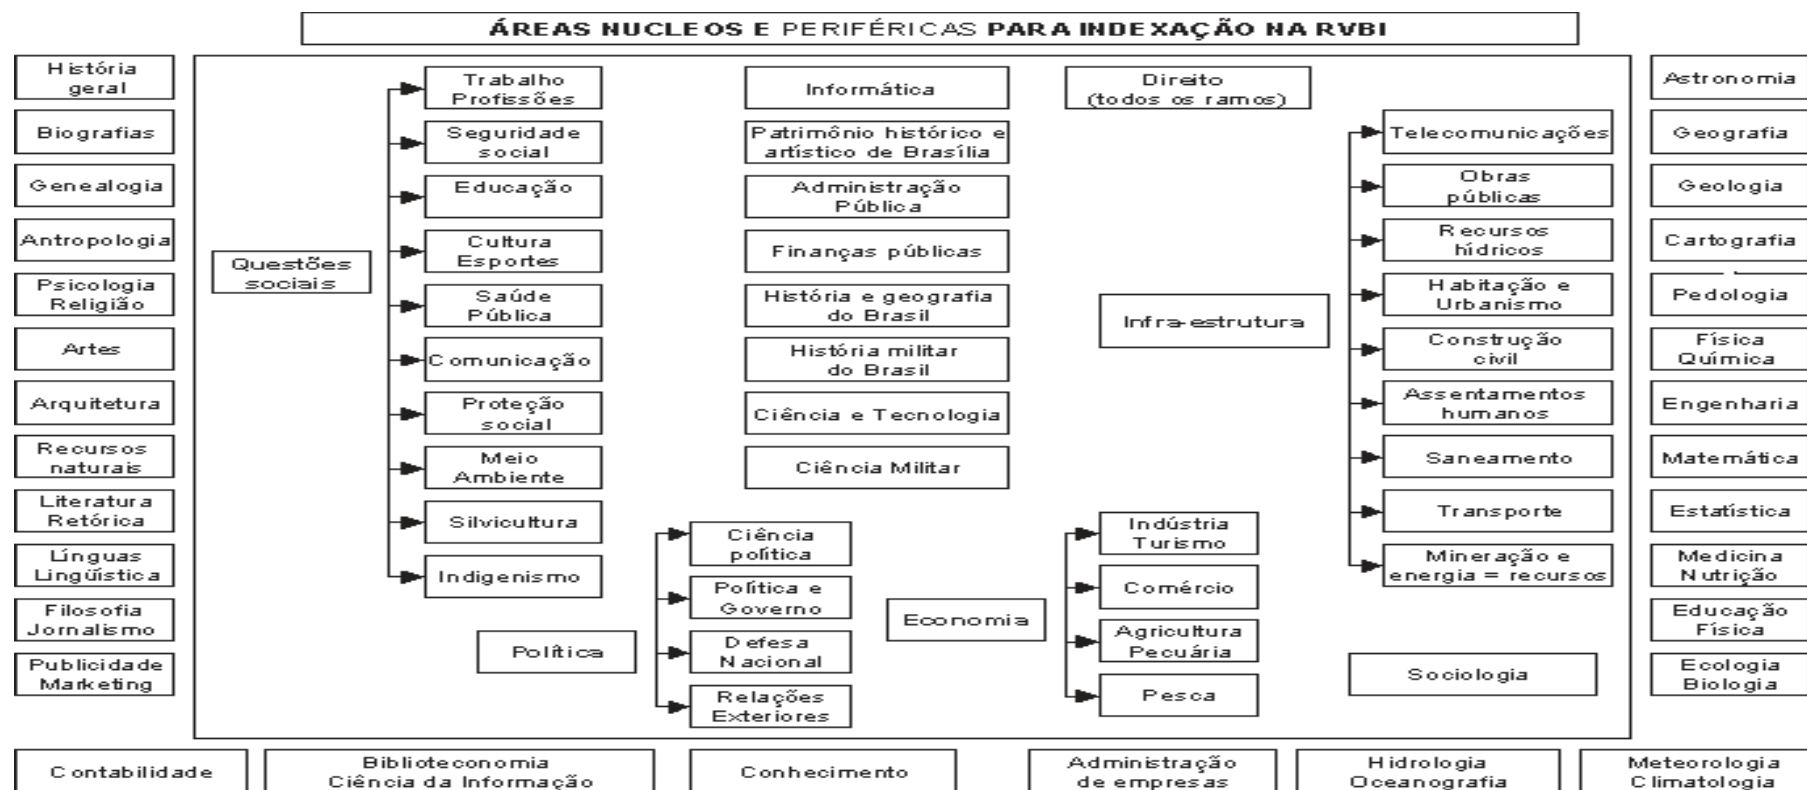 ÁREAS NUCLEOS E PERIFÉRICAS PARA INDEXAÇÃO NA RVBI
História
geral
Biografias
Genealogia
Antropologia
Psicologia
Religião
Artes
Arquitetura
Recursos
naturais
Literatura
Retórica
Línguas
Lingüística
Filosofia
Jornalismo
Publicidade
Marketing
Questões
sociais
Trabalho
Profissões
Seguridade
social
Educação
Cultura
Esportes
Saúde
Pública
Comunicação
Proteção
social
Meio
Ambiente
Silvicultura
Indigenismo
Informática
Patrimônio histórico e
artístico de Brasília
Administração
Pública
Finanças públicas
História e geografia
do Brasil
História militar
do Brasil
Ciência e Tecnologia
Ciência Militar
Política
Ciência
política
Política e
Governo
Defesa
Nacional
Relações
Exteriores
Economia
Indústria
Turismo
Comércio
Agricultura
Pecuária
Pesca
Direito
(todos os ramos)
Infra-estrutura
Telecomunicações
Obras
públicas
Recursos
hídricos
Habitação e
Urbanismo
Construção
civil
Assentamentos
humanos
Saneamento
Transporte
Mineração e
energia = recursos
Sociologia
Astronomia
Geografia
Geologia
Cartografia
Pedologia
Física
Química
Engenharia
Matemática
Estatística
Medicina
Nutrição
Educação
Física
Ecologia
Biologia
Contabilidade
Biblioteconomia
Ciência da Informação
Conhecimento
Administração
de empresas
Hidrologia
Oceanografia
Meteorologia
Climatologia